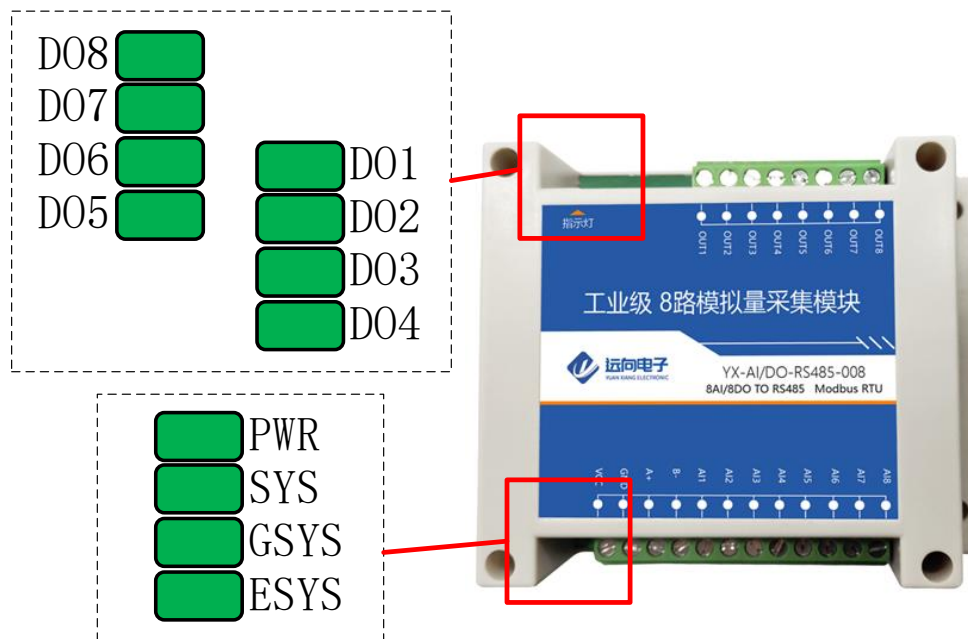 DO8
DO7
DO6
DO5
DO1
DO2
DO3
DO4
指示灯
OUT1
OUT2
OUT3
OUT4
OUT5
OUT6
OUT7
OUT8
工业级 8路模拟量采集模块
远向电子
YUAN XIANG ELECTRONIC
YX-AI/DO-RS485-008
8AI/8DO TO RS485 Modbus RTU
PWR
SYS
GSYS
ESYS
VCC
GND
A+
B-
AI1
AI2
AI3
AI4
AI5
AI6
AI7
AI8